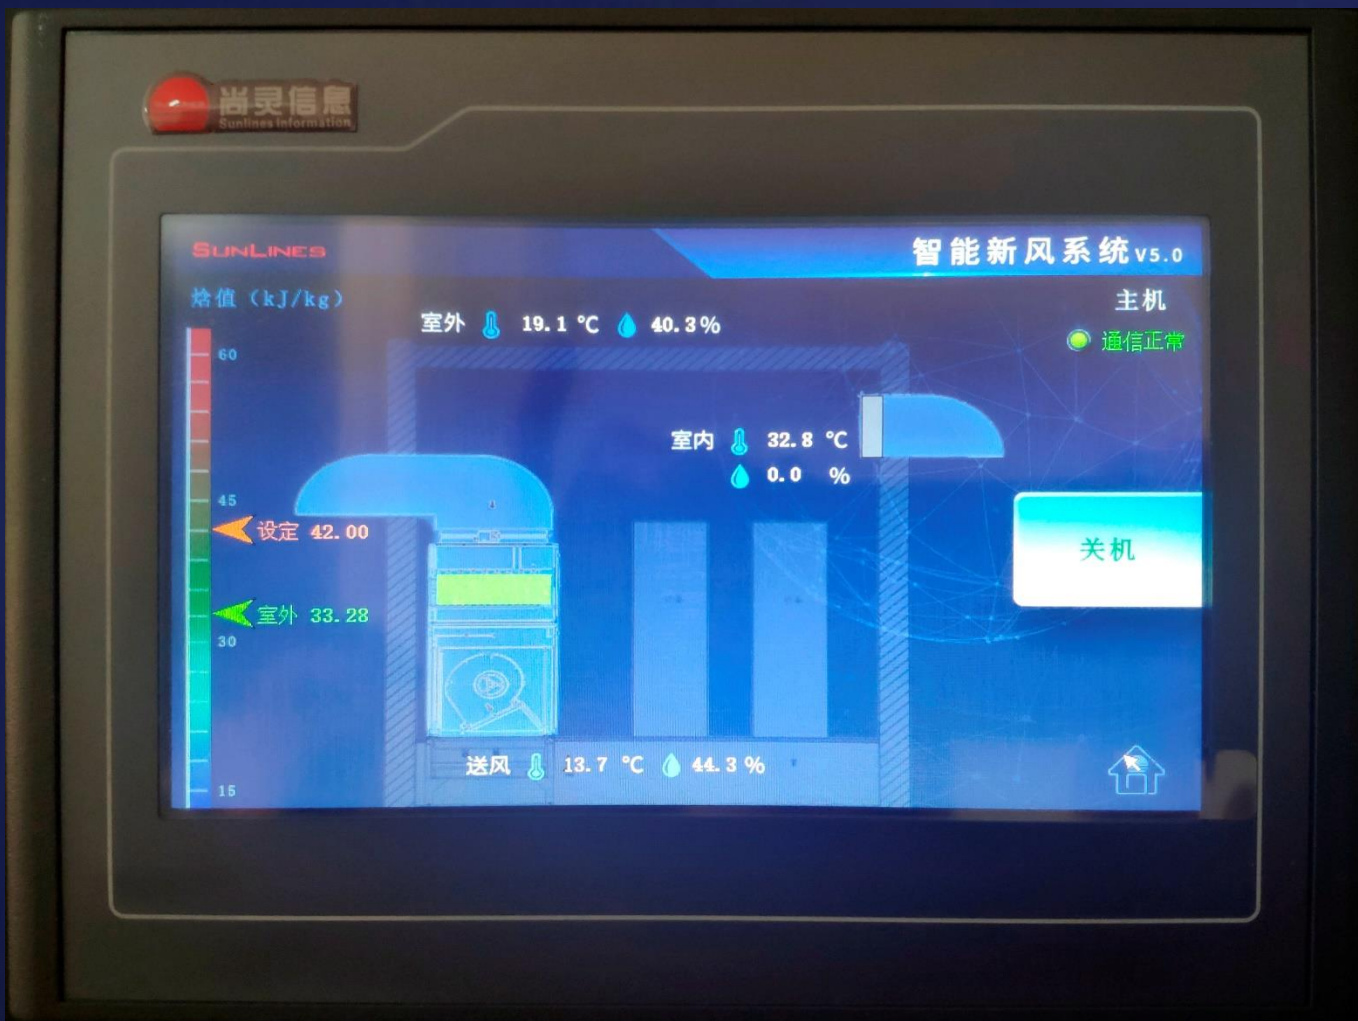 尚灵信息
Sunlines Information
SUNLINES
智能新风系统 V5.0
焓值（kJ/kg）
主机
室外 19.1 ℃ 40.3%
通信正常
60
室内 32.8 ℃
0.0 %
45
设定 42.00
关机
室外 33.28
30
送风 13.7 ℃ 44.3 %
15